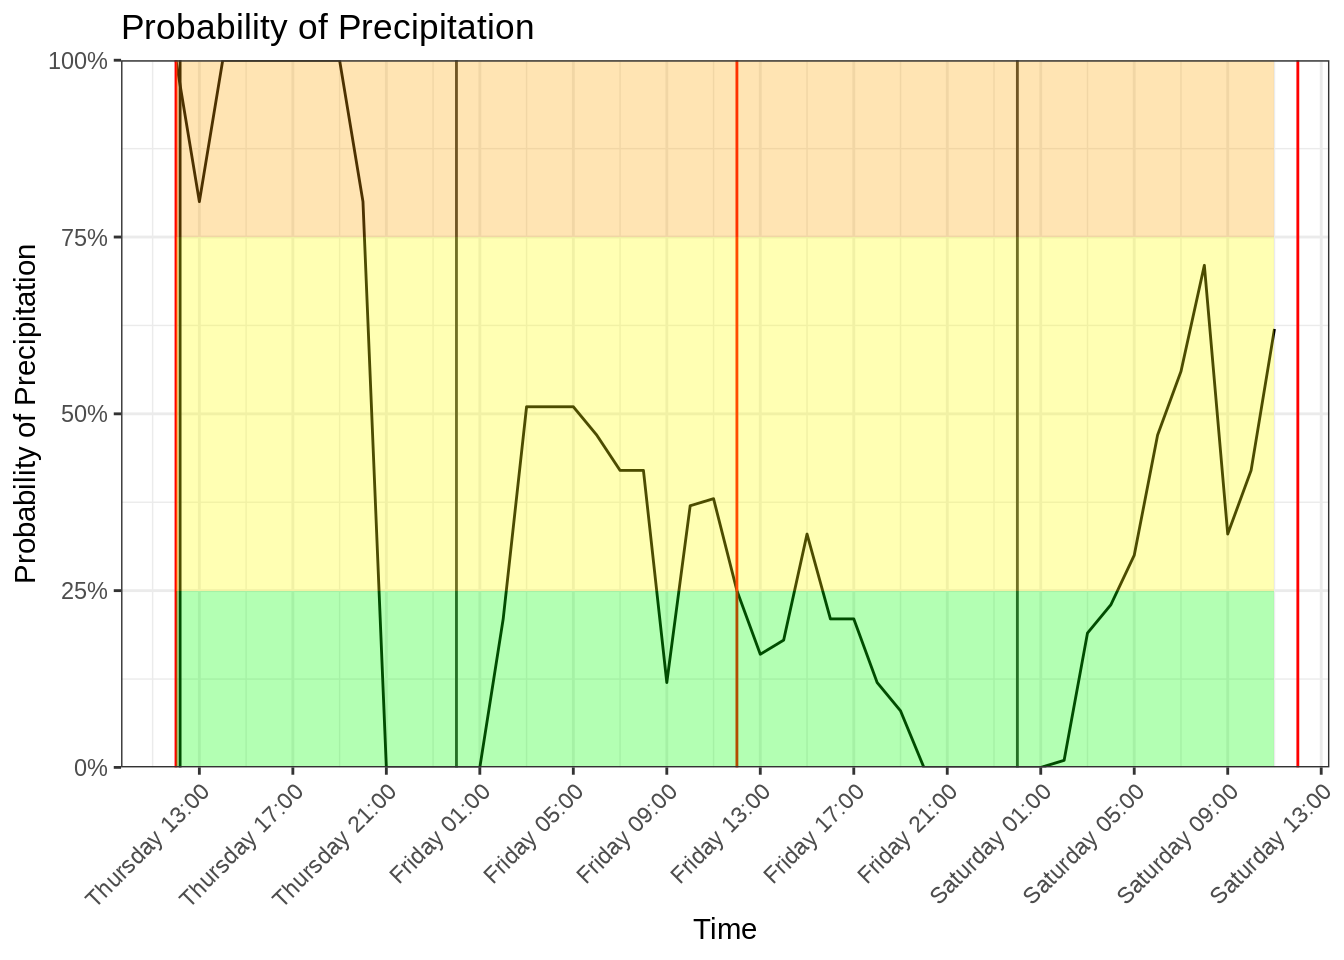 Probability of Precipitation
Probability of Precipitation
100%
75%
50%
25%
0%
Thursday 13:00
Thursday 17:00
Thursday 21:00
Friday 01:00
Friday 05:00
Friday 09:00
Friday 13:00
Friday 17:00
Friday 21:00
Saturday 01:00
Saturday 05:00
Saturday 09:00
Saturday 13:00
Time